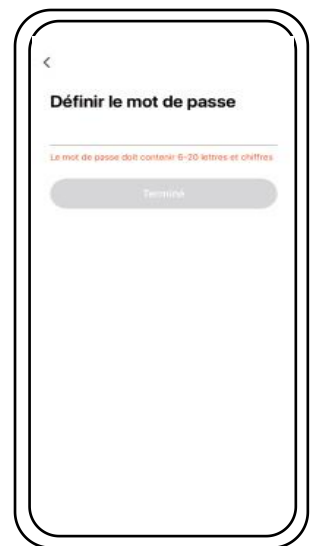 Définir le mot de passe
Le mot de passe doit contenir 6-20 lettres et chiffres
Terminé